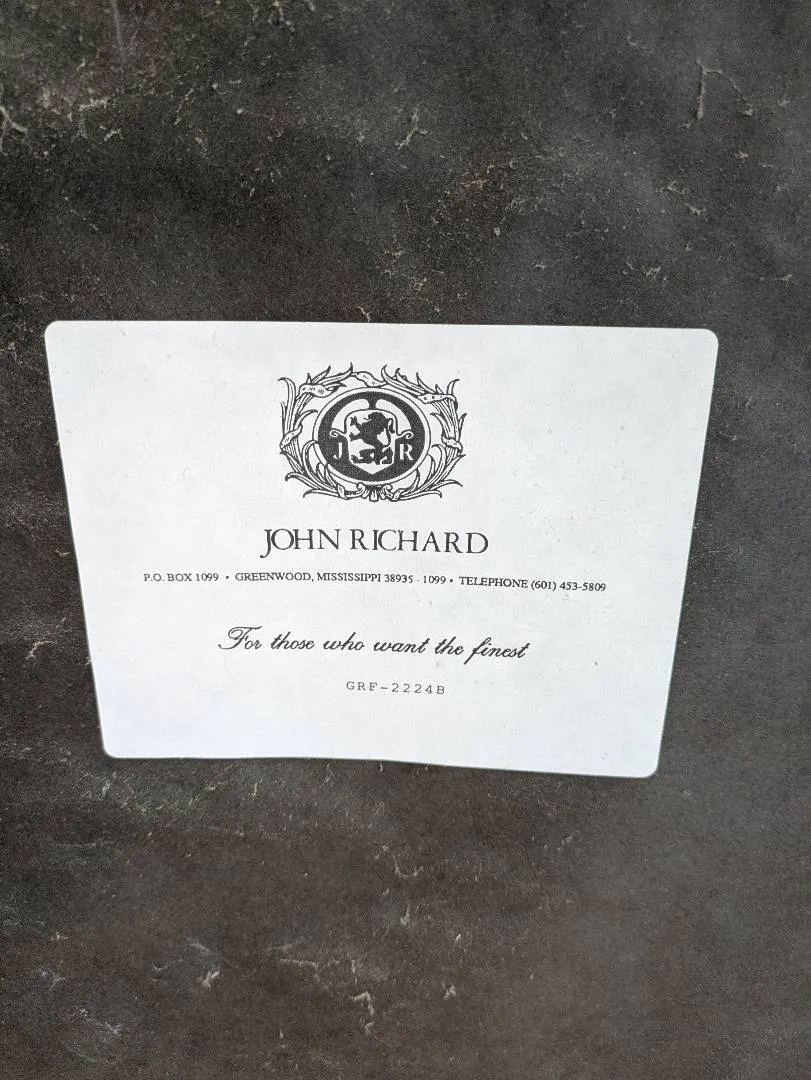 J R
JOHN RICHARD
P.O. BOX 1099 • GREENWOOD, MISSISSIPPI 38935 - 1099 • TELEPHONE (601) 453-5809
For those who want the finest
GRF-2224B